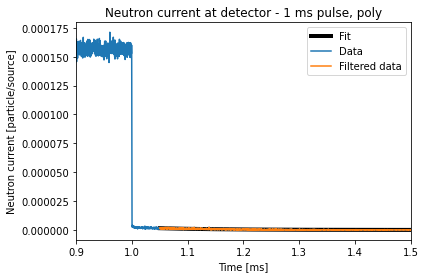 Neutron current at detector - 1 ms pulse, poly
Neutron current [particle/source]
0.000175
0.000150
0.000125
0.000100
0.000075
0.000050
0.000025
0.000000
Fit
Data
Filtered data
0.9 1.0 1.1 1.2 1.3 1.4 1.5
Time [ms]